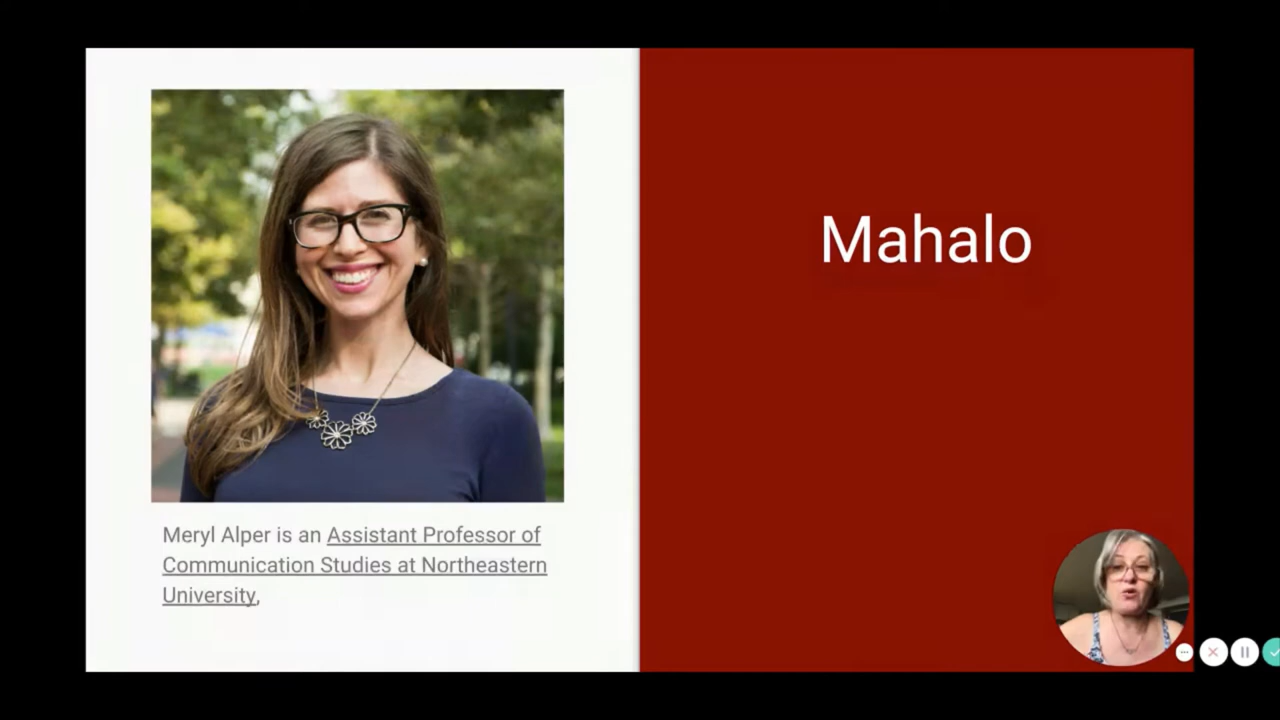 Meryl Alper is an Assistant Professor of
Communication Studies at Northeastern
University,
Mahalo